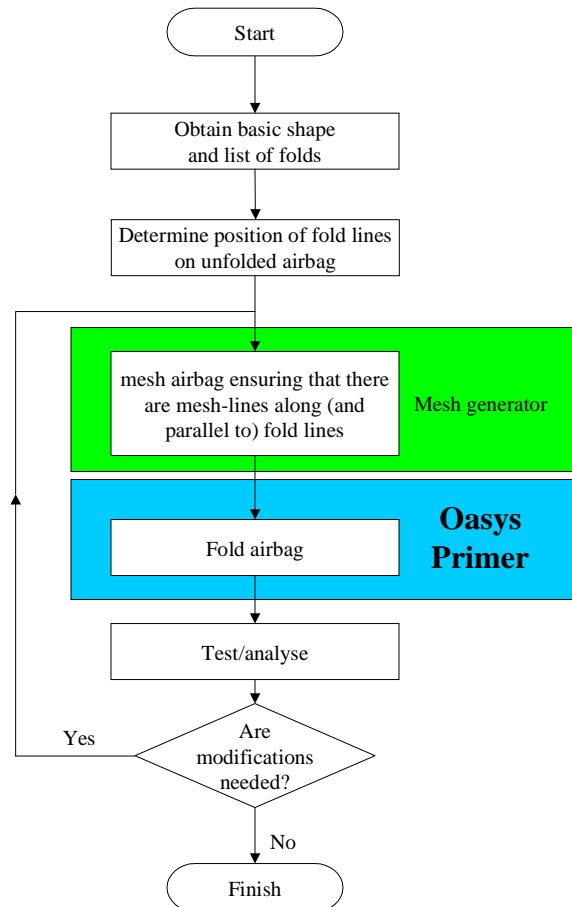 Start
Obtain basic shape
and list of folds
Determine position of fold lines
on unfolded airbag
mesh airbag ensuring that there
are mesh-lines along (and
parallel to) fold lines
Mesh generator
Oasys
Primer
Fold airbag
Test/analyse
Are
modifications
needed?
Yes
No
Finish